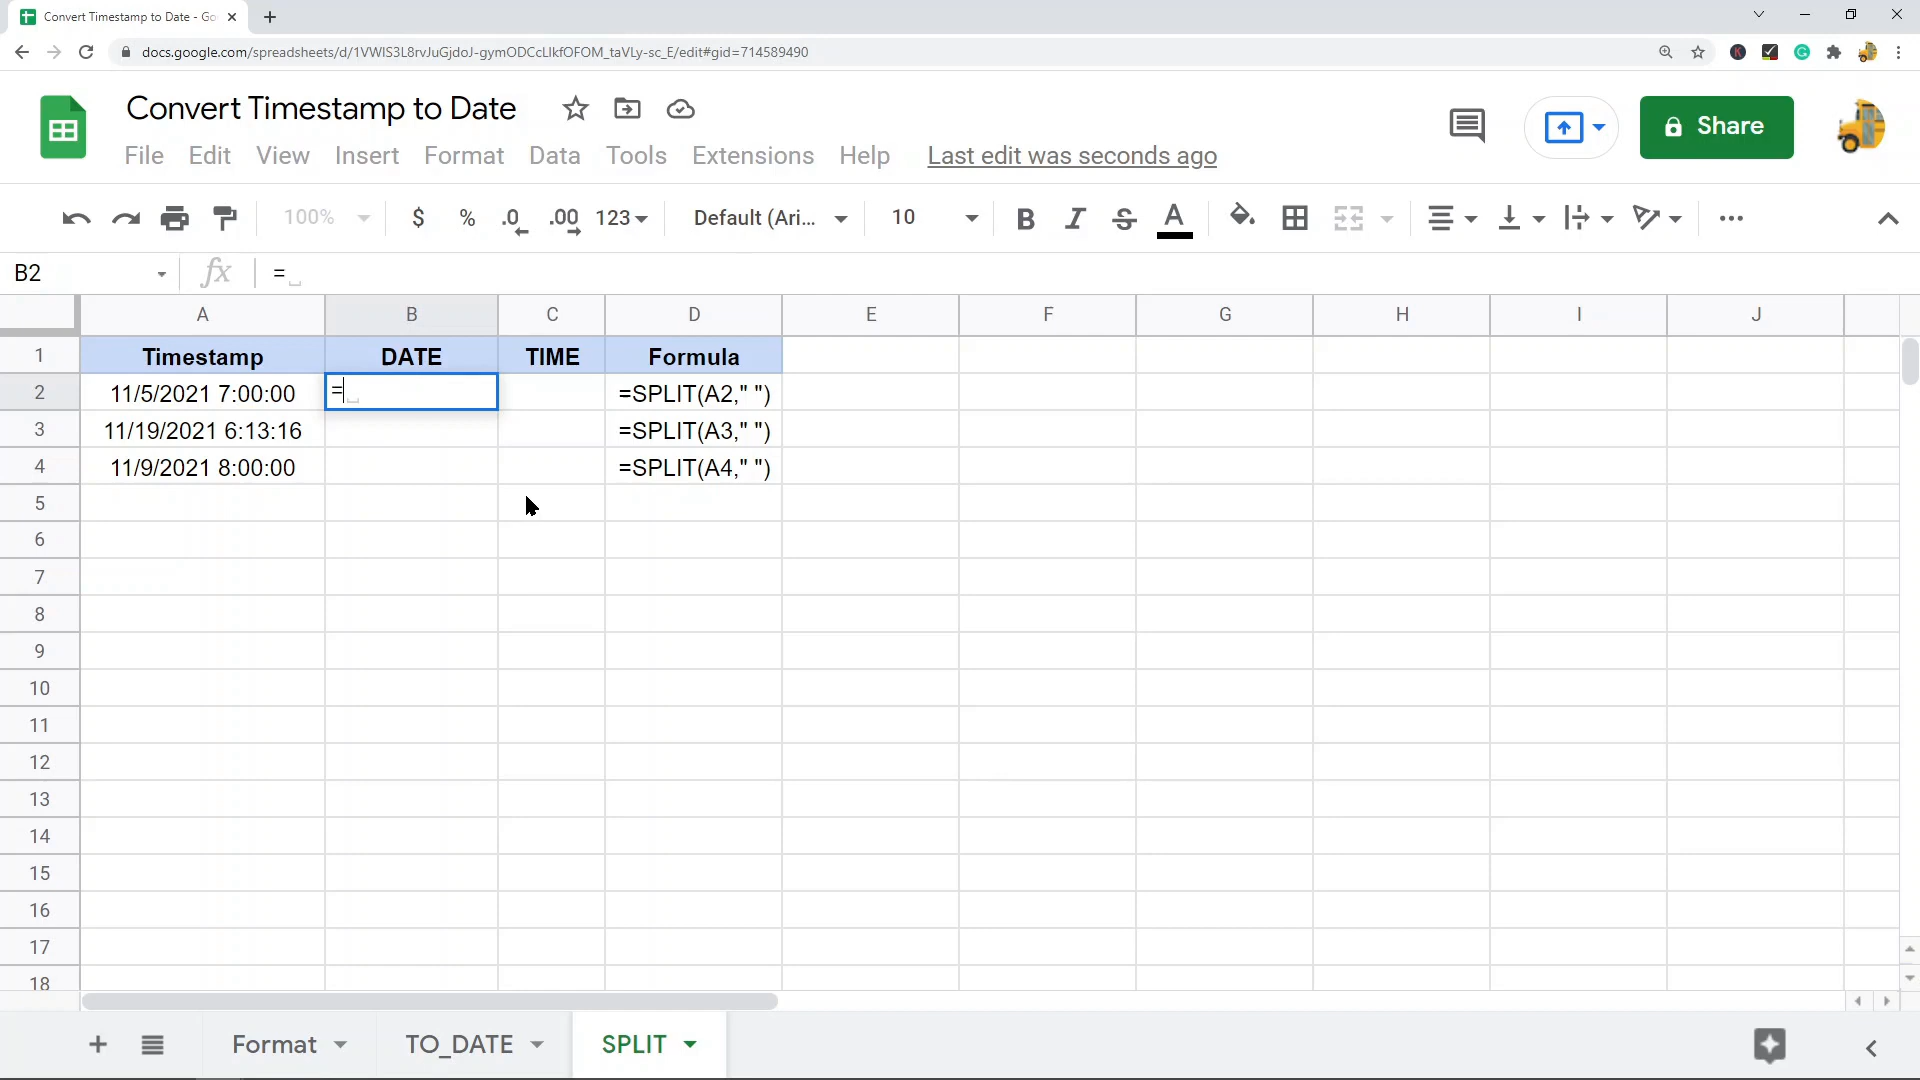 Convert Timestamp to Date - Go
docs.google.com/spreadsheets/d/1VWIS3L8rvJuGjdoJ-gymODCcLIkfOFOM_taVLy-sc_E/edit#gid=714589490
Convert Timestamp to Date
Share
File Edit View Insert Format Data Tools Extensions Help Last edit was seconds ago
100% $ % .0 .00 123 Default (Ari... 10 B I S A
B2 fx =
A B C D E F G H I J
1 Timestamp DATE TIME Formula
2 11/5/2021 7:00:00 = =SPLIT(A2," ")
3 11/19/2021 6:13:16 =SPLIT(A3," ")
4 11/9/2021 8:00:00 =SPLIT(A4," ")
5
6
7
8
9
10
11
12
13
14
15
16
17
18
Format TO_DATE SPLIT